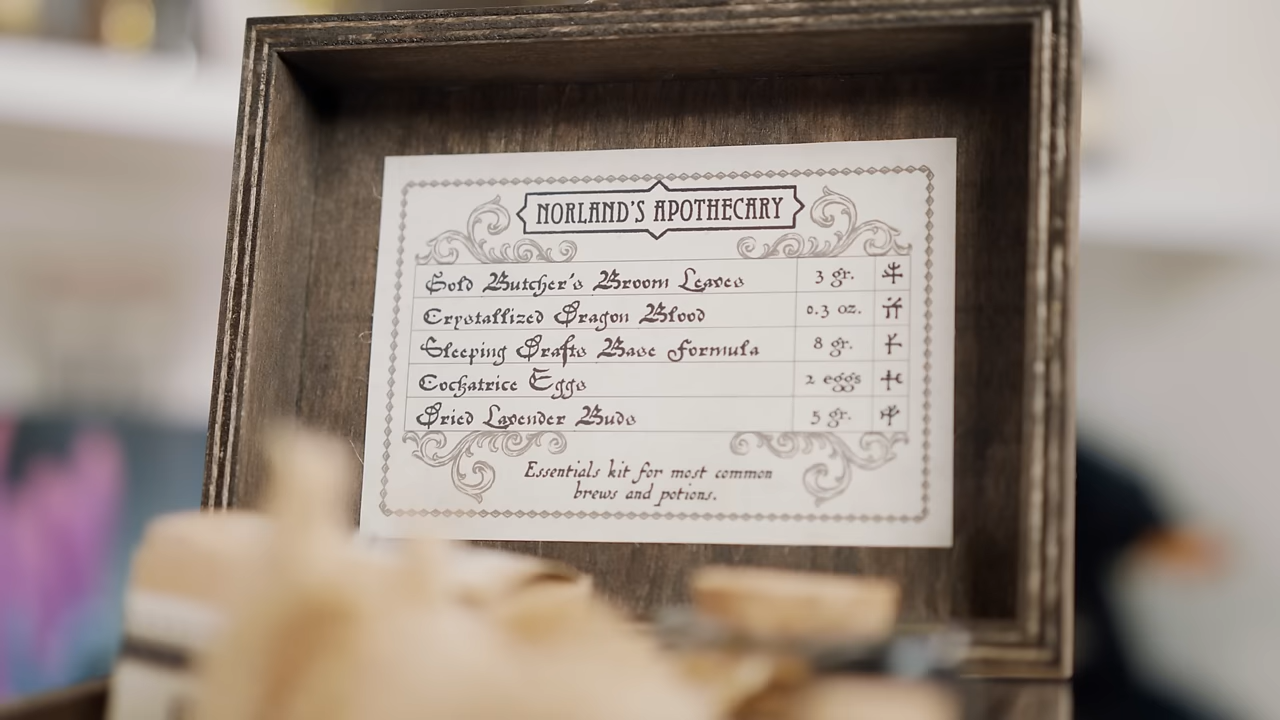 NORLAND'S APOTHECARY
Gold Butcher's Broom Leaves 3 gr.
Crystallized Dragon Blood 0.3 oz.
Sleeping Drafts Base Formula 8 gr.
Cochatrice Eggs 2 eggs
Dried Lavender Buds 5 gr.
Essentials kit for most common
brews and potions.